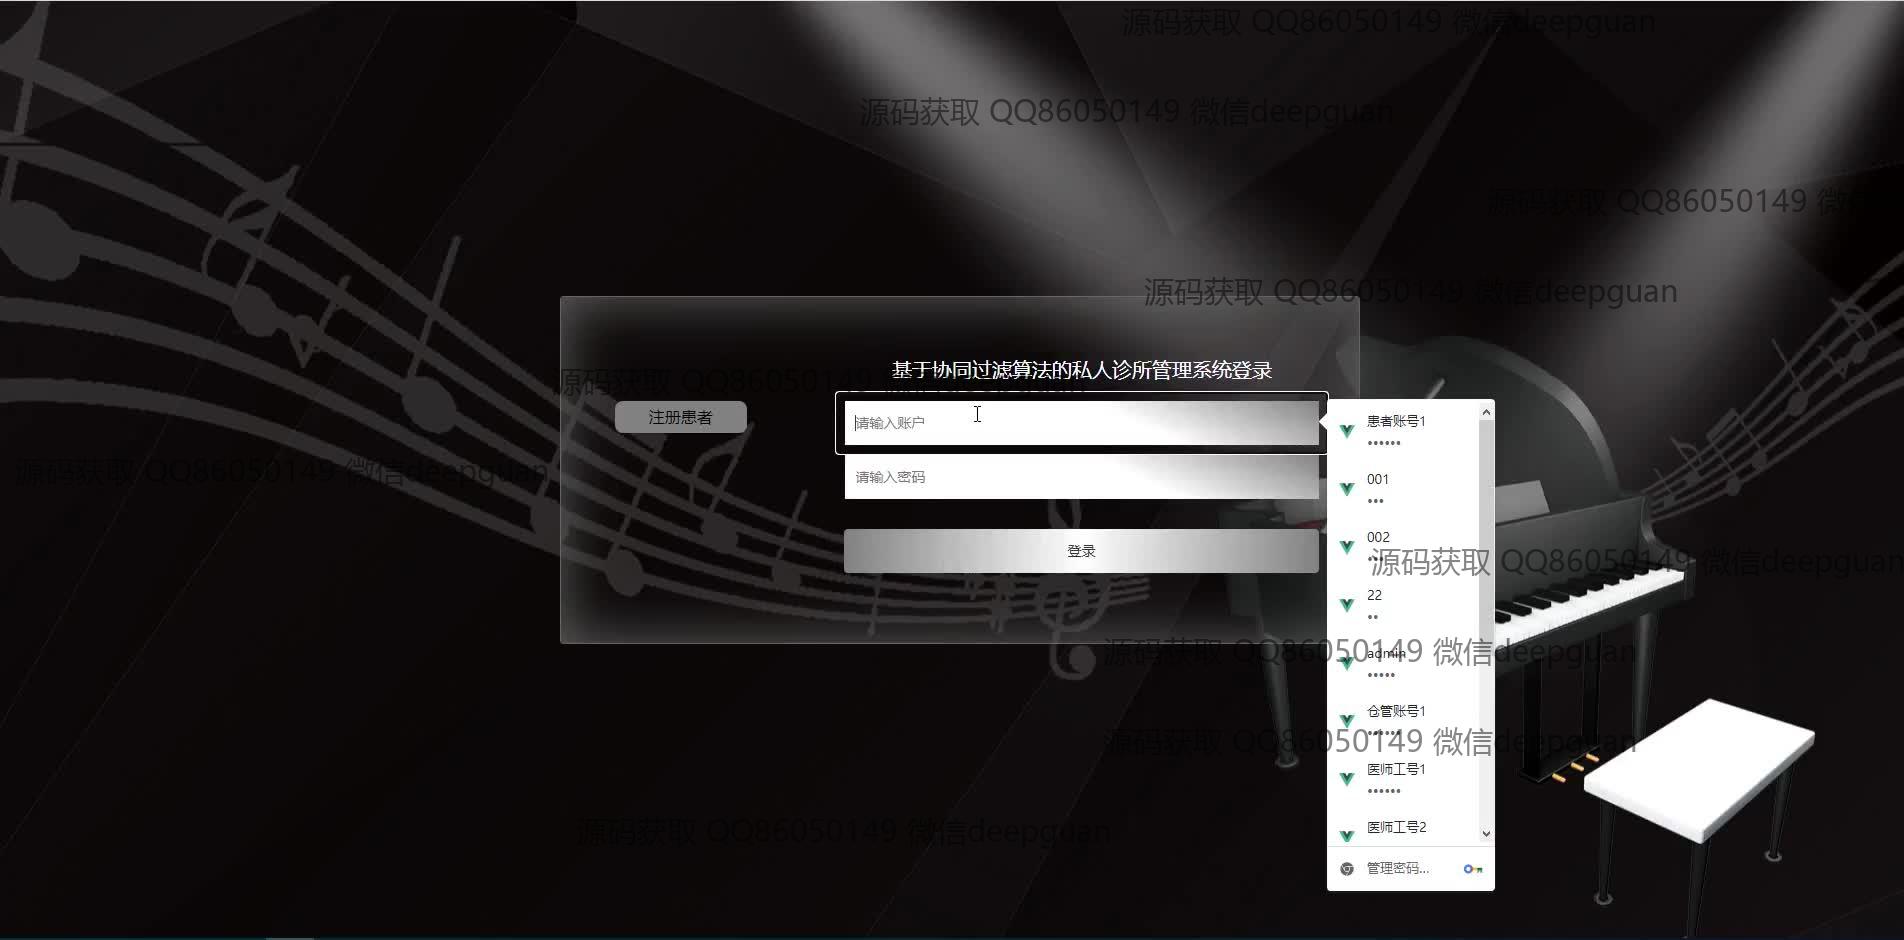 源码获取 QQ86050149 微信deepguan
源码获取 QQ86050149 微信deepguan
源码获取 QQ86050149 微信
源码获取 QQ86050149 微信deepguan
基于协同过滤算法的私人诊所管理系统登录
源码获取 QQ86050149
注册患者
请输入账户
患者账号1
••••••
源码获取 QQ86050149 微信deepguan
请输入密码
001
•••
002
登录
源码获取 QQ86050149 微信deepguan
22
••
源码获取 QQ86050149 微信deepguan
admin
•••••
仓管账号1
••••••
源码获取 QQ86050149 微信deepguan
医师工号1
••••••
医师工号2
源码获取 QQ86050149 微信deepguan
管理密码...